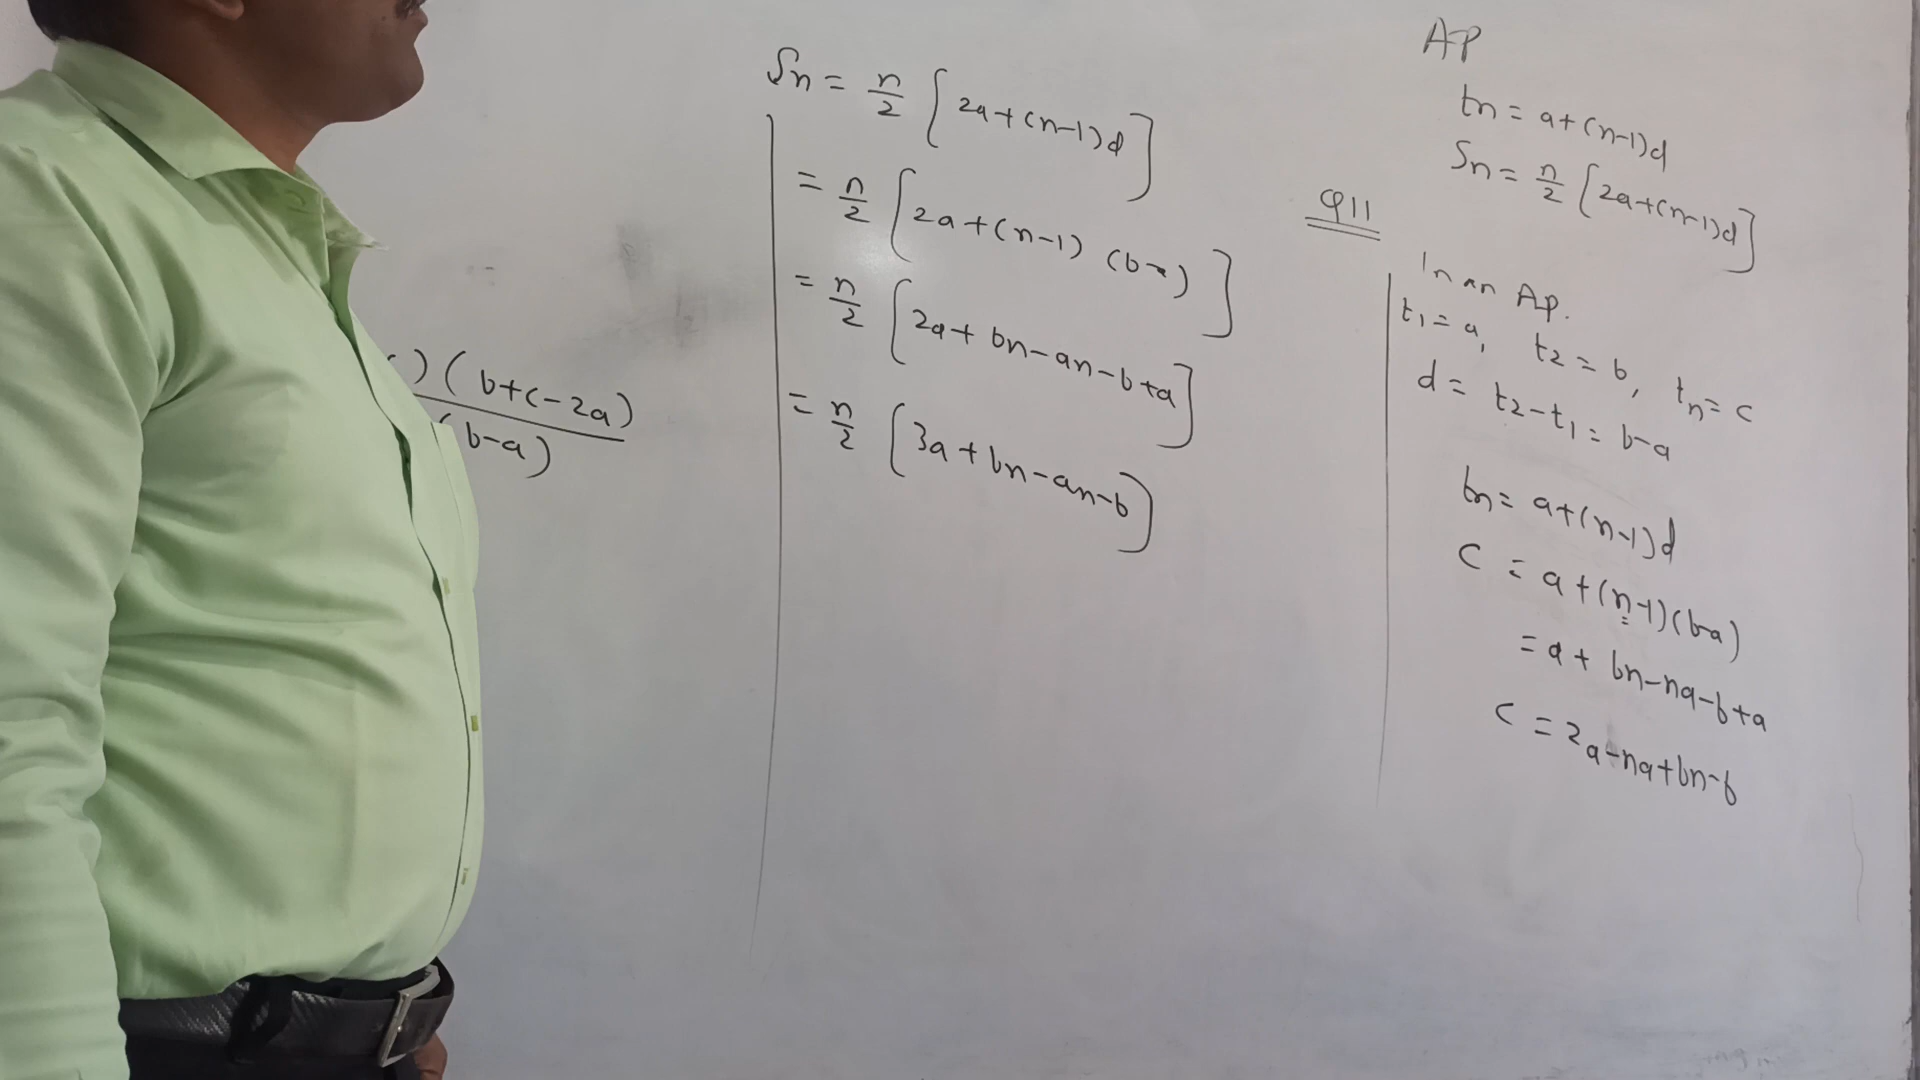 AP
tn = a+(n-1)d
Sn = n/2 [2a+(n-1)d]
Q11
In an AP.
t1 = a, t2 = b, tn = c
d = t2-t1 = b-a
tn = a+(n-1)d
C = a+(n-1)(b-a)
= a+ bn-na-b+a
C = 2a-na+bn-b
Sn = n/2 [2a+(n-1)d]
= n/2 [2a+(n-1) (b-a)]
= n/2 [2a+ bn-an-b+a]
= n/2 [3a+bn-an-b]
)(b+c-2a)
(b-a)